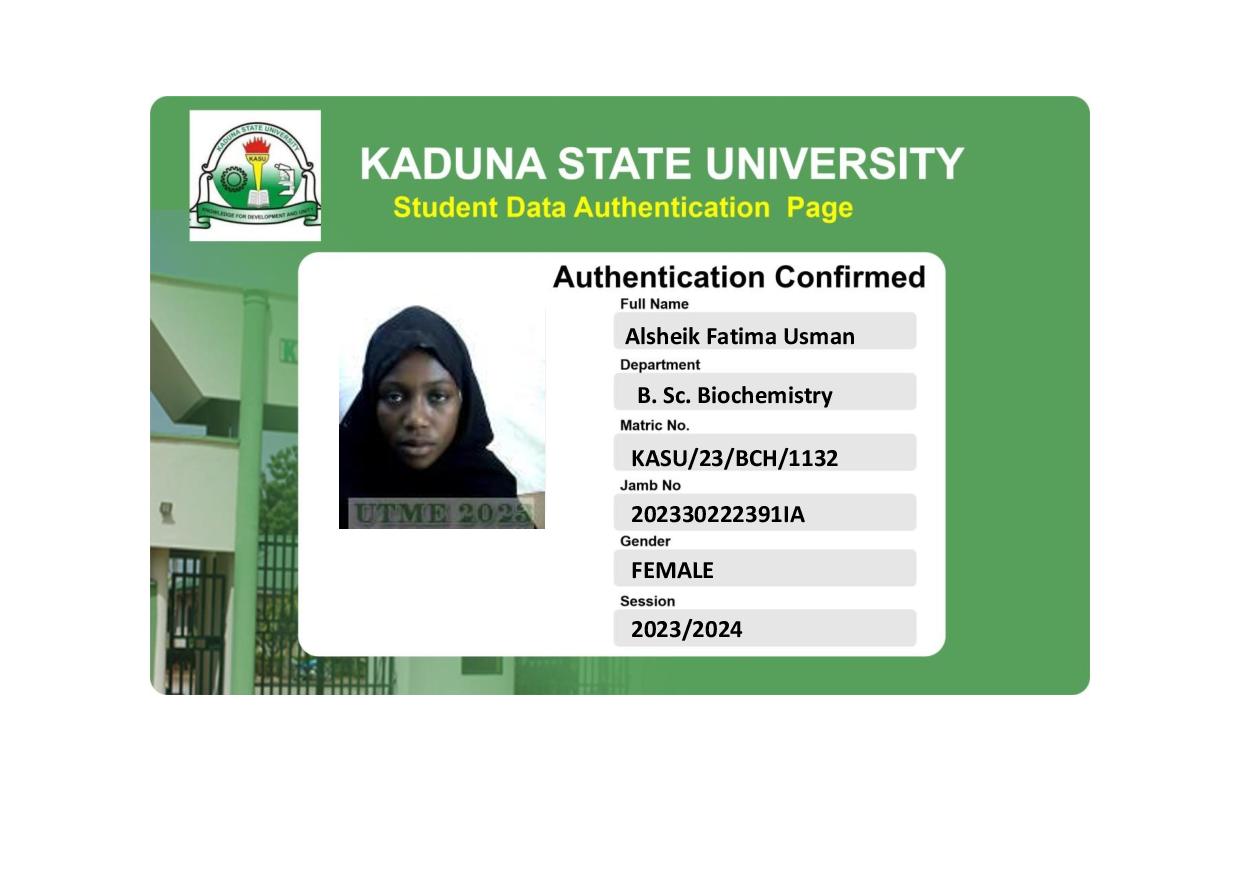 KADUNA STATE UNIVERSITY
KASU
KNOWLEDGE FOR DEVELOPMENT AND UNITY
KADUNA STATE UNIVERSITY
Student Data Authentication Page
Authentication Confirmed
Full Name
Alsheik Fatima Usman
Department
B. Sc. Biochemistry
Matric No.
KASU/23/BCH/1132
Jamb No
202330222391IA
Gender
FEMALE
Session
2023/2024
UTME 2023
K